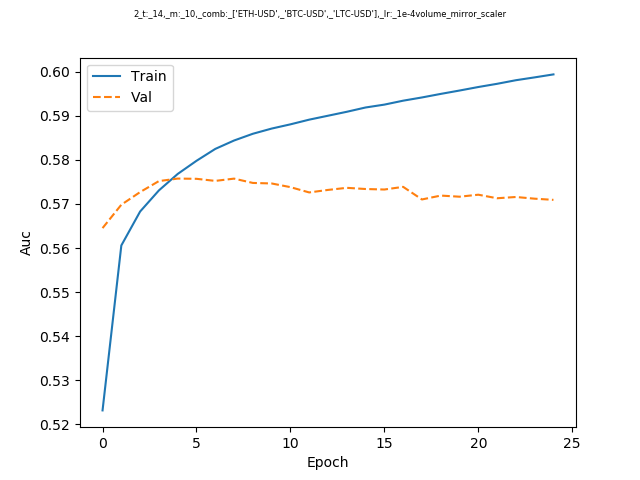 2_t:_14,_m:_10,_comb:_['ETH-USD',_'BTC-USD',_'LTC-USD'],_lr:_1e-4volume_mirror_scaler
Train
Val
0.60
0.59
0.58
0.57
0.56
0.55
0.54
0.53
0.52
Auc
0 5 10 15 20 25
Epoch